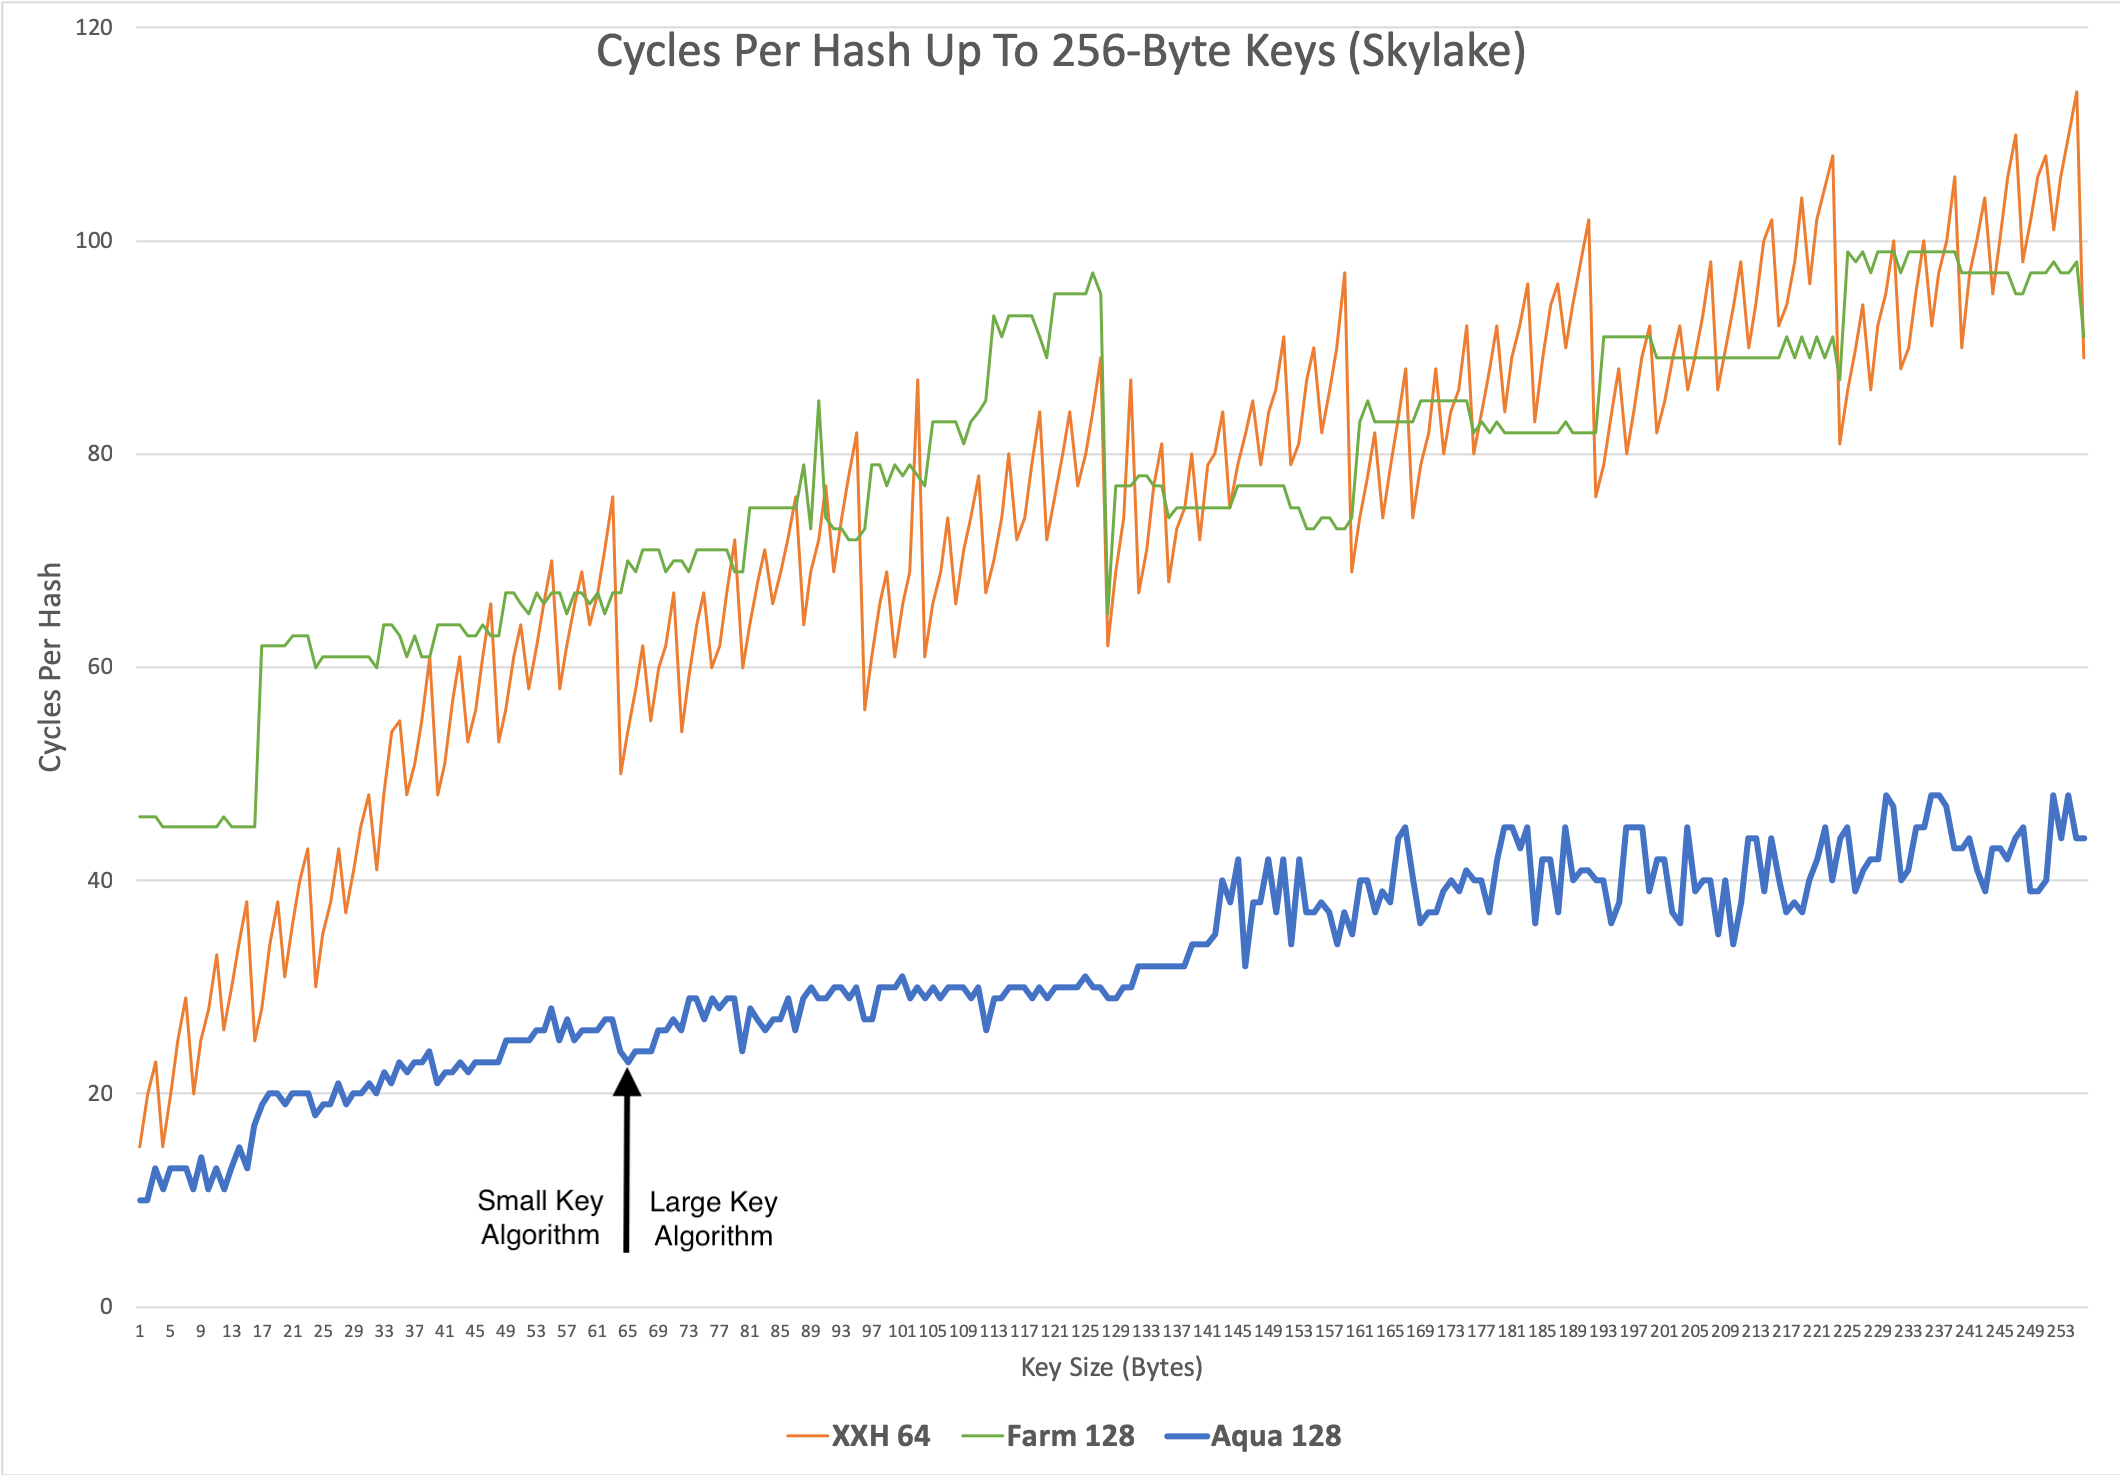 Cycles Per Hash Up To 256-Byte Keys (Skylake)
120
100
80
60
40
20
0
Cycles Per Hash
Small Key
Algorithm
Large Key
Algorithm
1 5 9 13 17 21 25 29 33 37 41 45 49 53 57 61 65 69 73 77 81 85 89 93 97 101 105 109 113 117 121 125 129 133 137 141 145 149 153 157 161 165 169 173 177 181 185 189 193 197 201 205 209 213 217 221 225 229 233 237 241 245 249 253
Key Size (Bytes)
XXH 64 Farm 128 Aqua 128